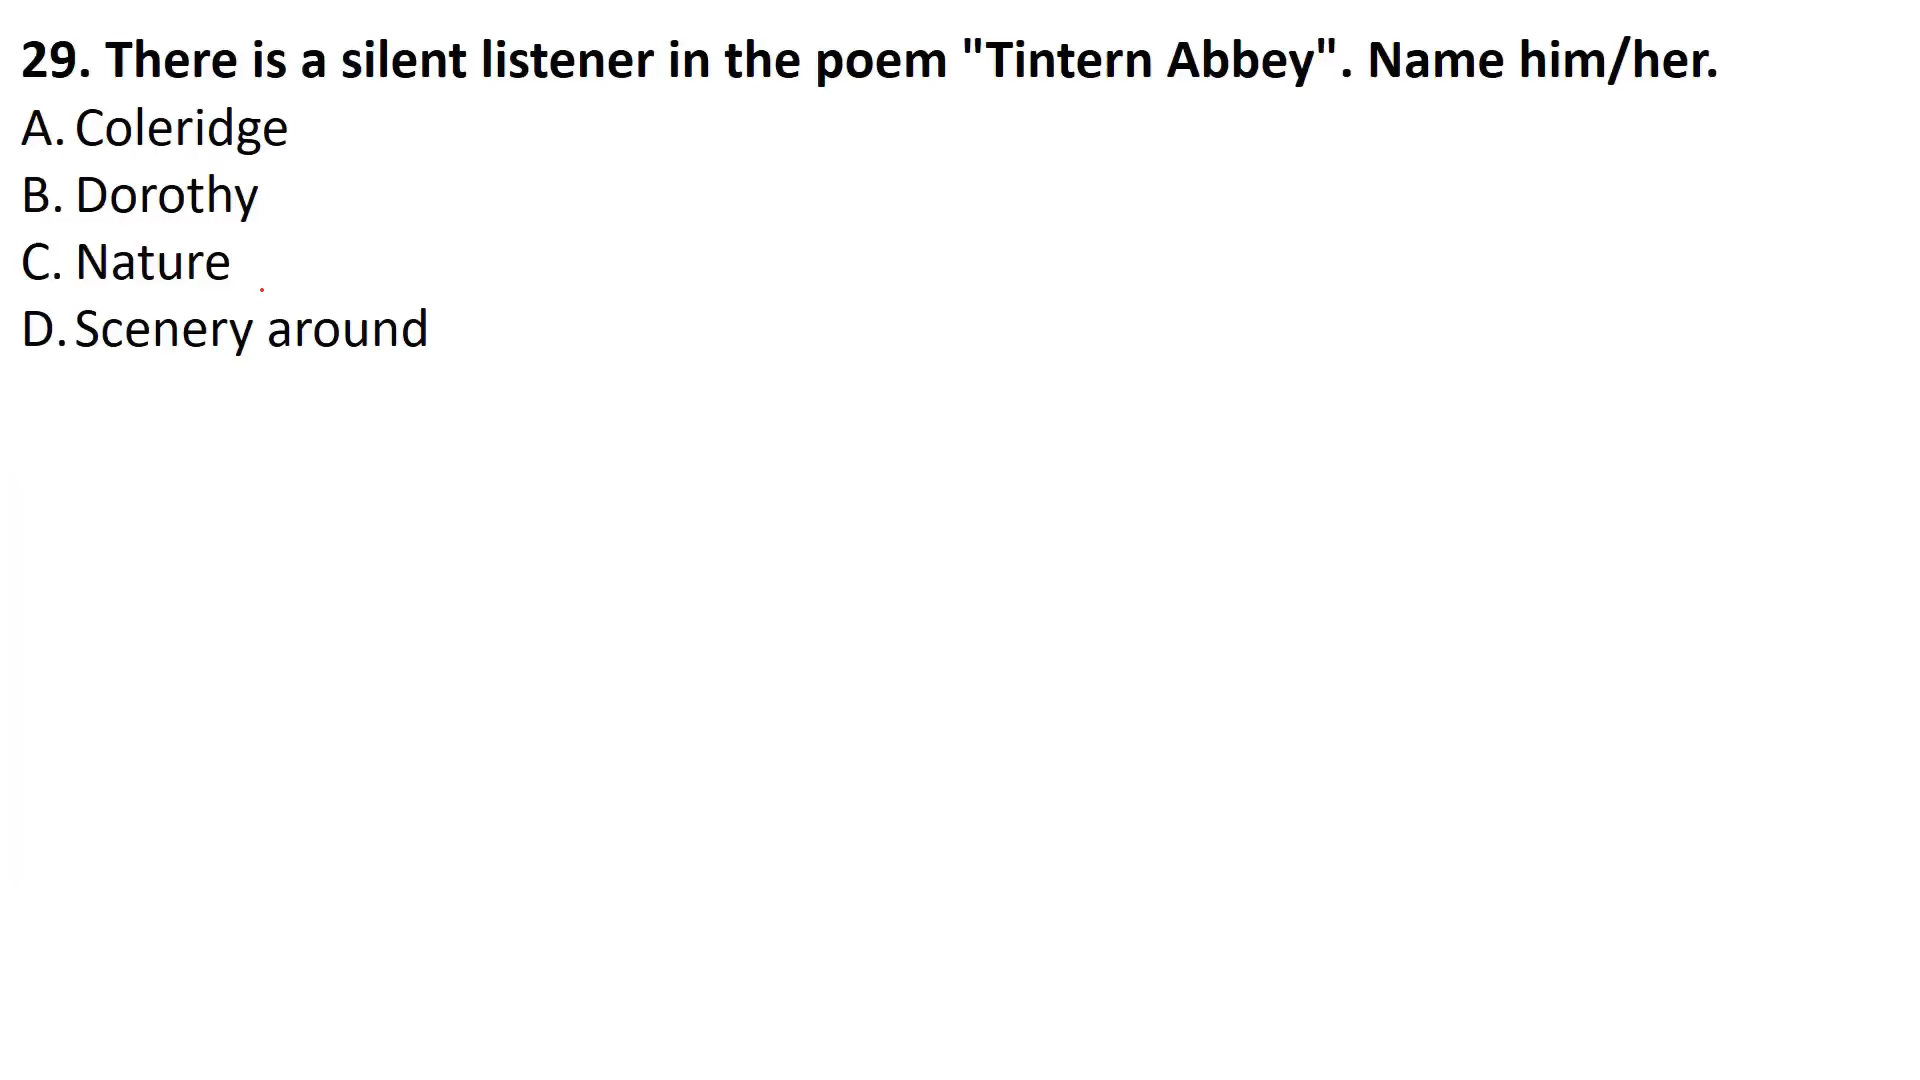 29. There is a silent listener in the poem "Tintern Abbey". Name him/her.
A. Coleridge
B. Dorothy
C. Nature
D. Scenery around